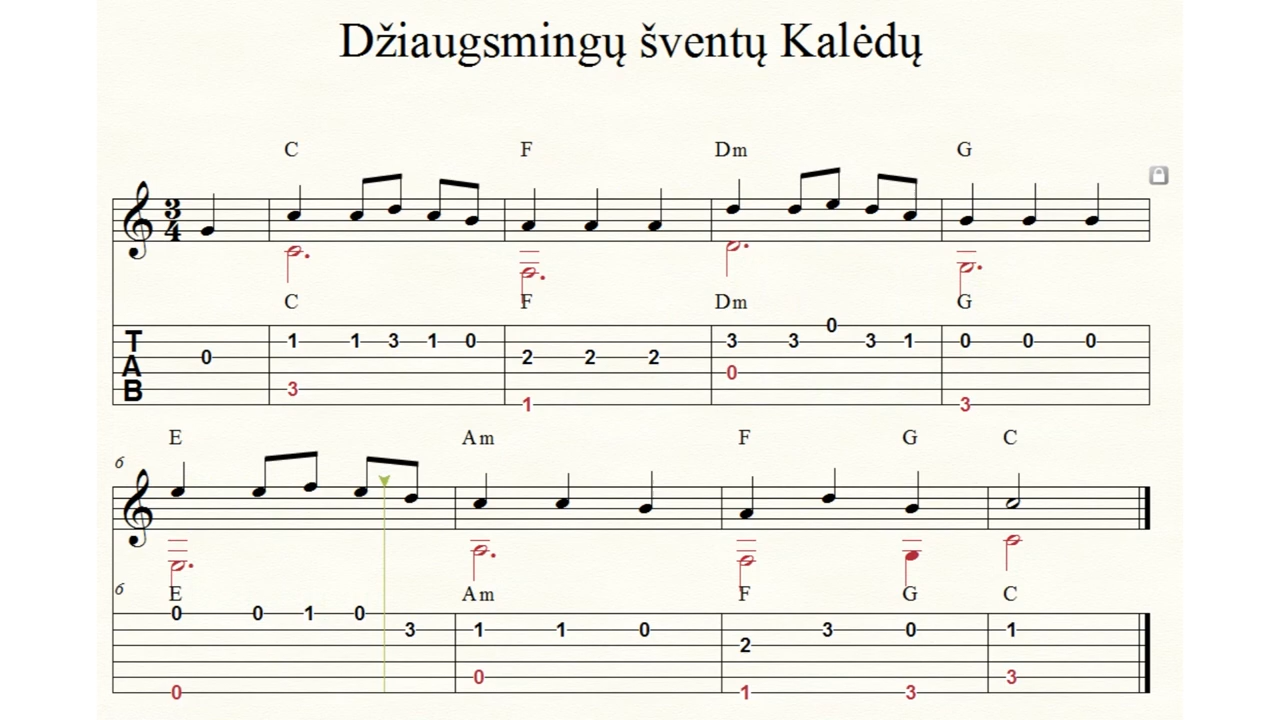 Džiaugsmingų šventų Kalėdų
C F Dm G
3
4
C F Dm G
T
A
B
0 1 1 3 1 0 2 2 2 3 3 0 3 1 0 0 0
3 1 0 3
E Am F G C
6
6
E Am F G C
0 0 1 0 3 1 1 0 2 3 0 1
0 0 1 3 3